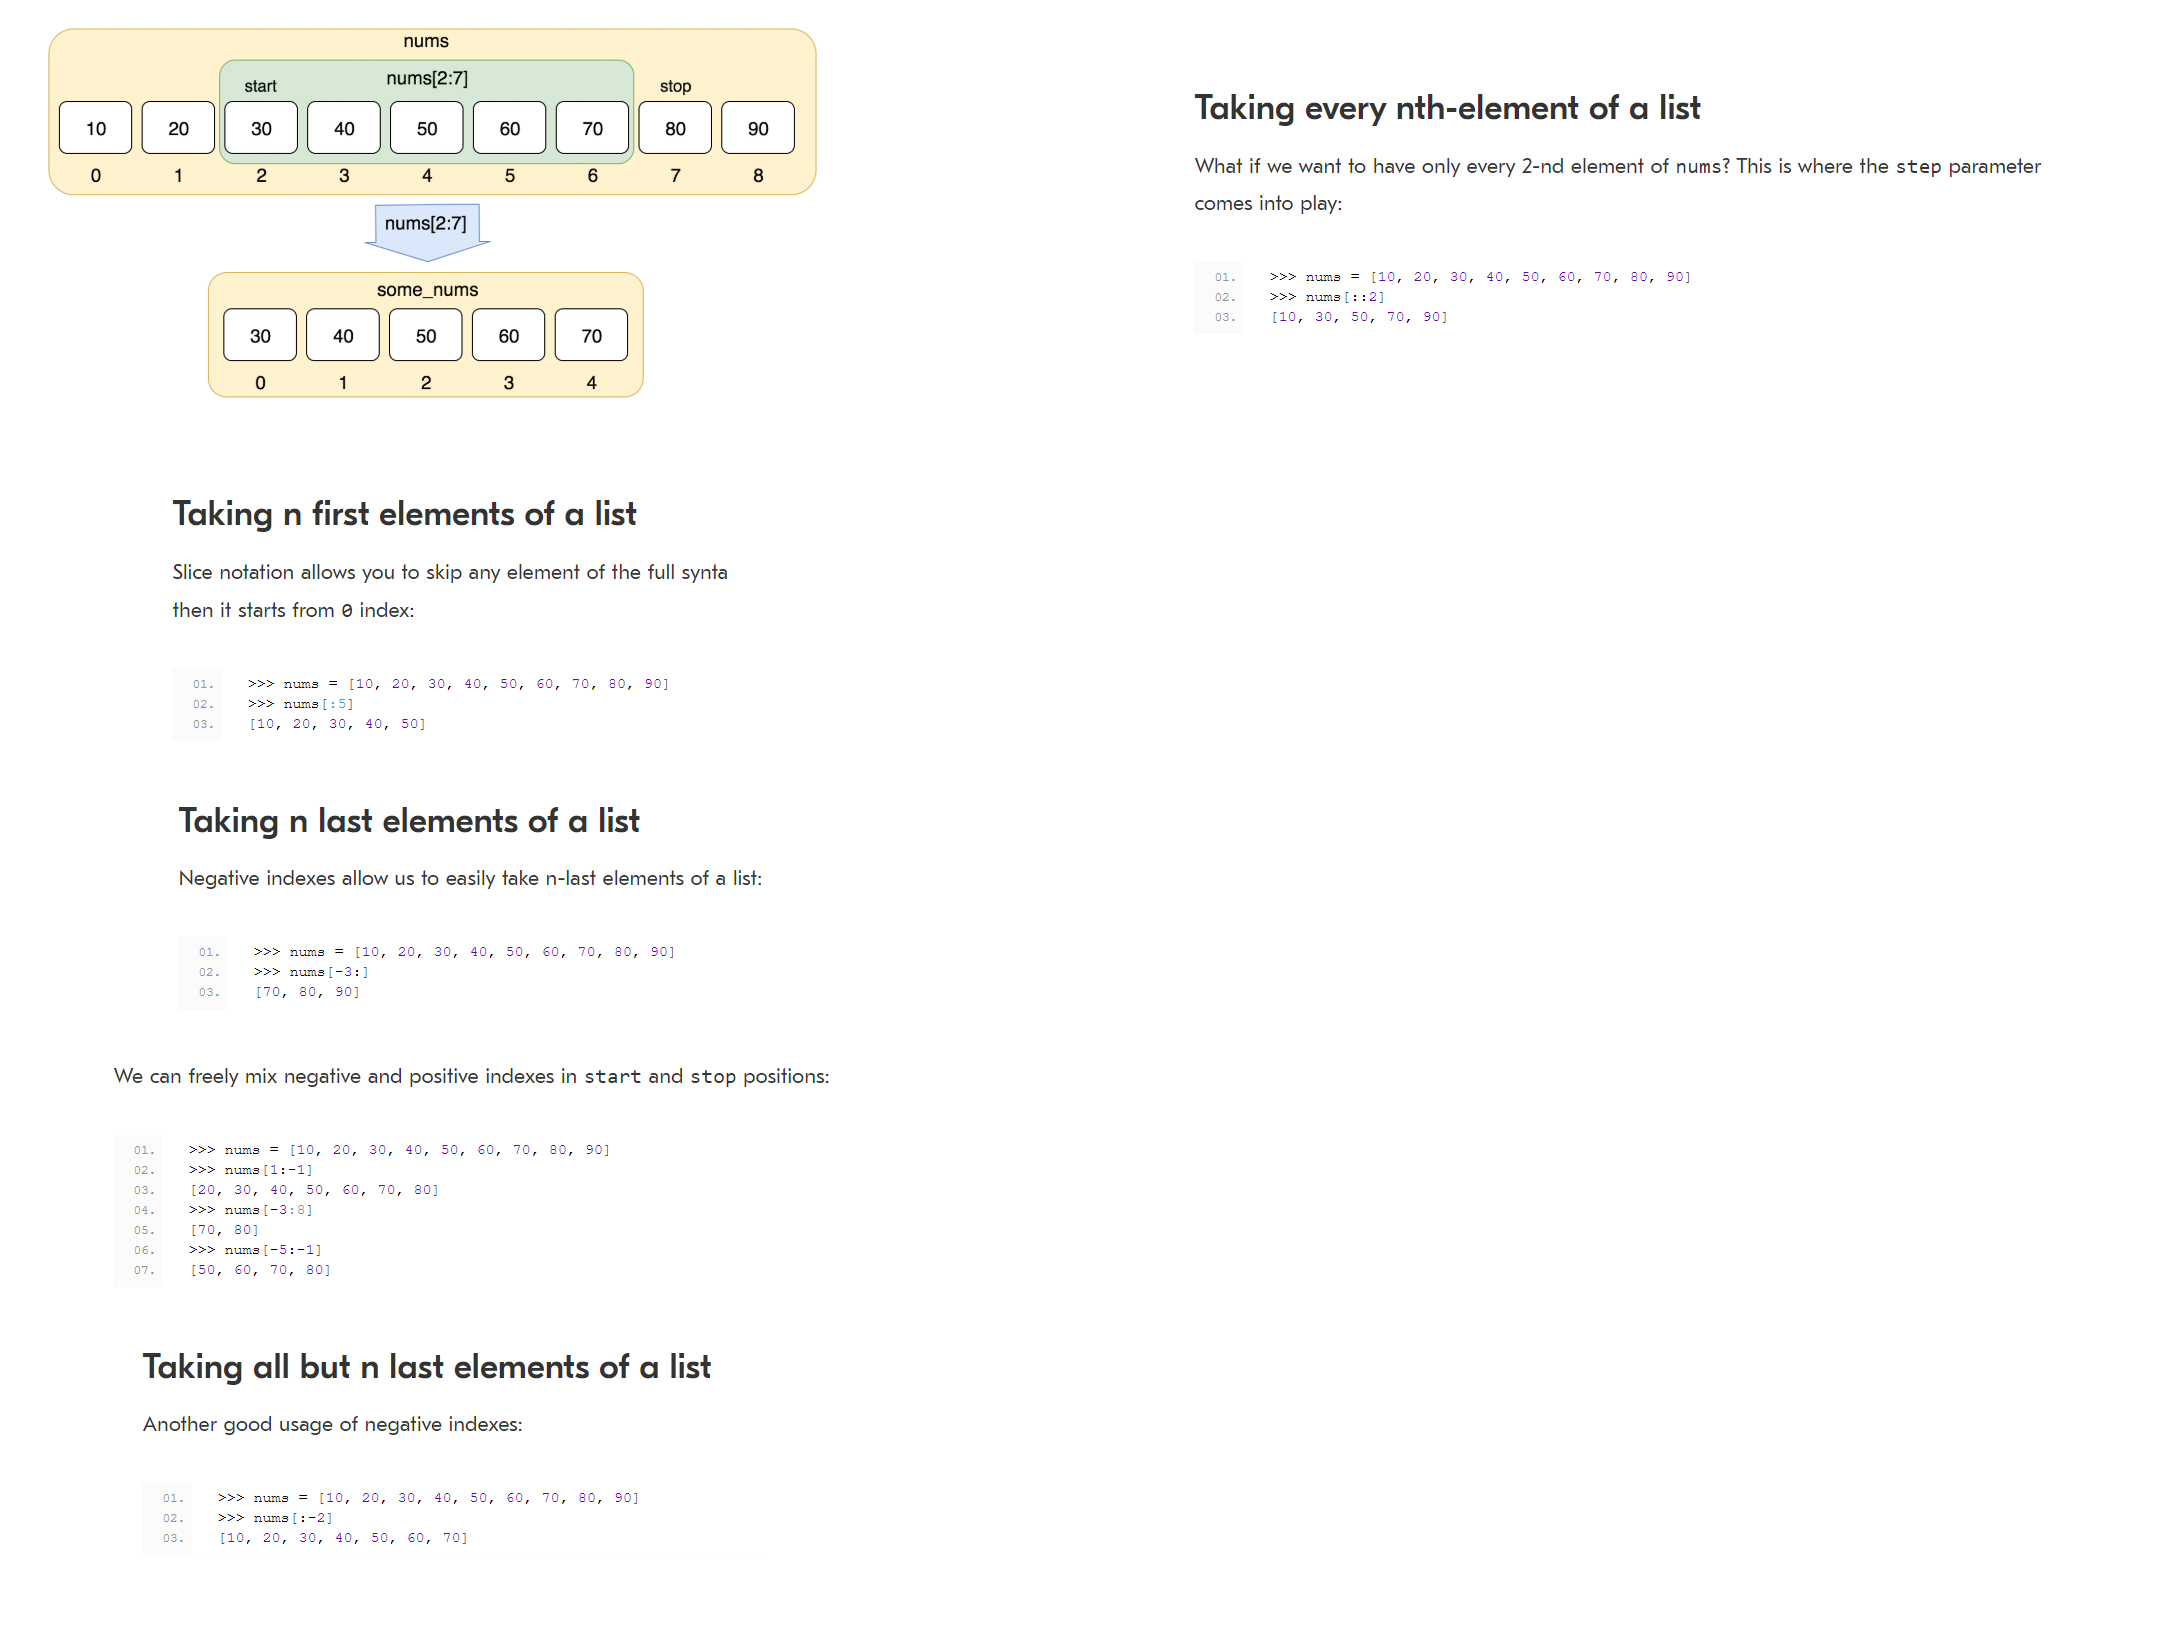 nums
start nums[2:7] stop
10 20 30 40 50 60 70 80 90
0 1 2 3 4 5 6 7 8
nums[2:7]
some_nums
30 40 50 60 70
0 1 2 3 4
Taking n first elements of a list
Slice notation allows you to skip any element of the full synta
then it starts from 0 index:
01. >>> nums = [10, 20, 30, 40, 50, 60, 70, 80, 90]
02. >>> nums[:5]
03. [10, 20, 30, 40, 50]
Taking n last elements of a list
Negative indexes allow us to easily take n-last elements of a list:
01. >>> nums = [10, 20, 30, 40, 50, 60, 70, 80, 90]
02. >>> nums[-3:]
03. [70, 80, 90]
We can freely mix negative and positive indexes in start and stop positions:
01. >>> nums = [10, 20, 30, 40, 50, 60, 70, 80, 90]
02. >>> nums[1:-1]
03. [20, 30, 40, 50, 60, 70, 80]
04. >>> nums[-3:8]
05. [70, 80]
06. >>> nums[-5:-1]
07. [50, 60, 70, 80]
Taking all but n last elements of a list
Another good usage of negative indexes:
01. >>> nums = [10, 20, 30, 40, 50, 60, 70, 80, 90]
02. >>> nums[:-2]
03. [10, 20, 30, 40, 50, 60, 70]
Taking every nth-element of a list
What if we want to have only every 2-nd element of nums? This is where the step parameter
comes into play:
01. >>> nums = [10, 20, 30, 40, 50, 60, 70, 80, 90]
02. >>> nums[::2]
03. [10, 30, 50, 70, 90]